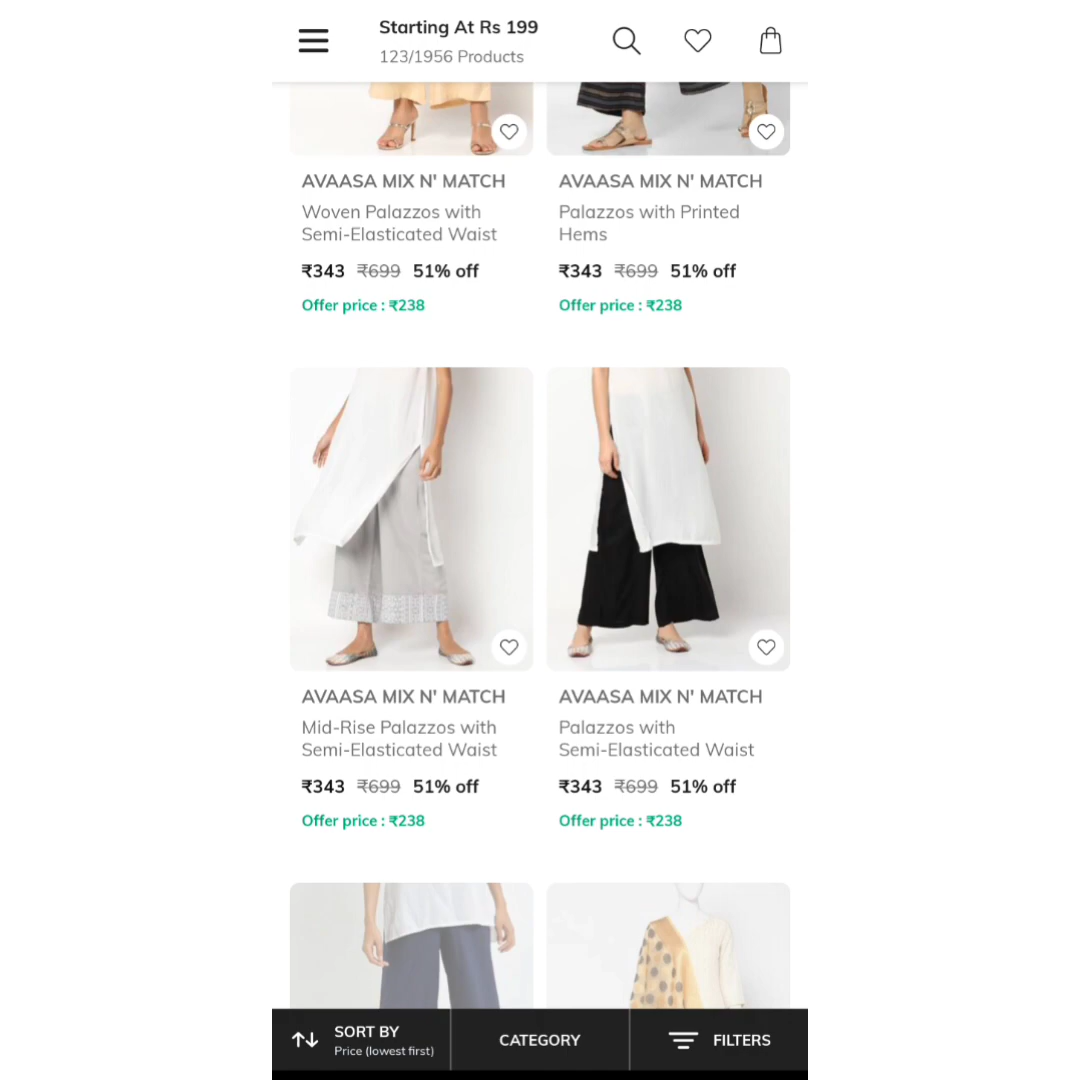 Starting At Rs 199
123/1956 Products
AVAASA MIX N' MATCH
Woven Palazzos with
Semi-Elasticated Waist
₹343 ₹699 51% off
Offer price : ₹238
AVAASA MIX N' MATCH
Palazzos with Printed
Hems
₹343 ₹699 51% off
Offer price : ₹238
AVAASA MIX N' MATCH
Mid-Rise Palazzos with
Semi-Elasticated Waist
₹343 ₹699 51% off
Offer price : ₹238
AVAASA MIX N' MATCH
Palazzos with
Semi-Elasticated Waist
₹343 ₹699 51% off
Offer price : ₹238
SORT BY
Price (lowest first)
CATEGORY
FILTERS